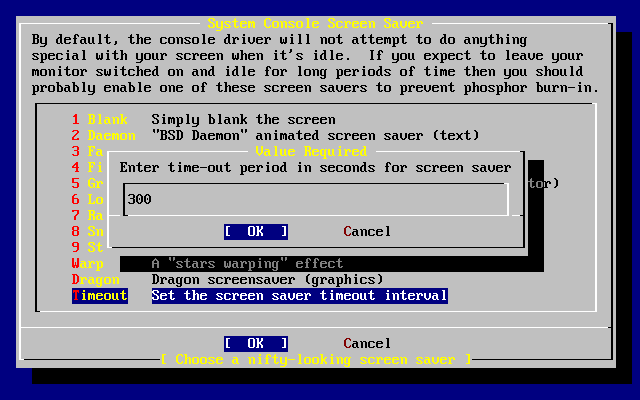 System Console Screen Saver
By default, the console driver will not attempt to do anything
special with your screen when it's idle. If you expect to leave your
monitor switched on and idle for long periods of time then you should
probably enable one of these screen savers to prevent phosphor burn-in.
1 Blank Simply blank the screen
2 Daemon "BSD Daemon" animated screen saver (text)
3 Fa
Value Required
4 Fi
Enter time-out period in seconds for screen saver
5 Gr tor)
6 Lo
300
7 Ra
8 Sn
[ OK ] Cancel
9 St
Warp A "stars warping" effect
Dragon Dragon screensaver (graphics)
Timeout Set the screen saver timeout interval
[ OK ] Cancel
[ Choose a nifty-looking screen saver ]